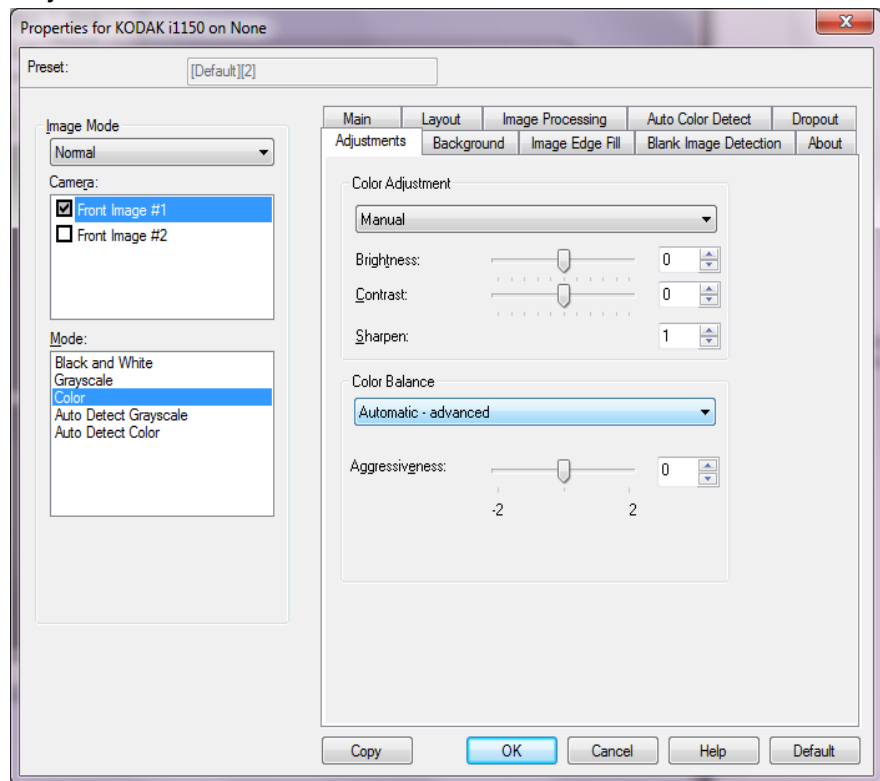 Properties for KODAK i1150 on None
x
Preset:
[Default][2]
Image Mode
Normal
Camera:
Front Image #1
Front Image #2
Mode:
Black and White
Grayscale
Color
Auto Detect Grayscale
Auto Detect Color
Main Layout Image Processing Auto Color Detect Dropout
Adjustments Background Image Edge Fill Blank Image Detection About
Color Adjustment
Manual
Brightness: 0
Contrast: 0
Sharpen: 1
Color Balance
Automatic - advanced
Aggressiveness: 0
-2 2
Copy OK Cancel Help Default